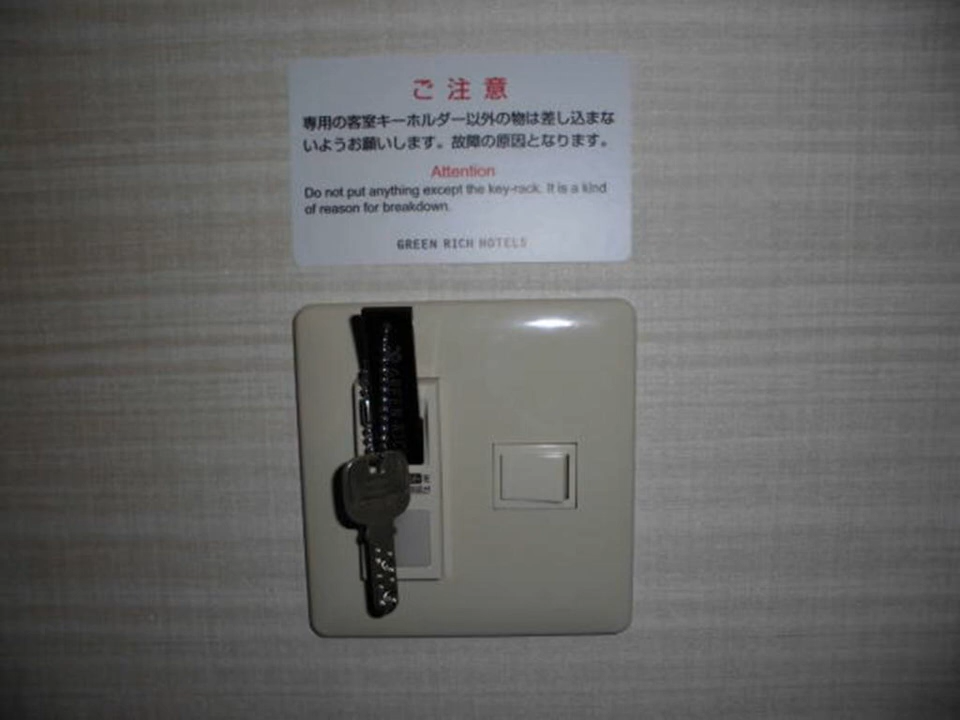 ご注意
専用の客室キーホルダー以外の物は差し込まな
いようお願いします。故障の原因となります。
Attention
Do not put anything except the key-rack. It is a kind
of reason for breakdown.
GREEN RICH HOTELS
GREEN RIC